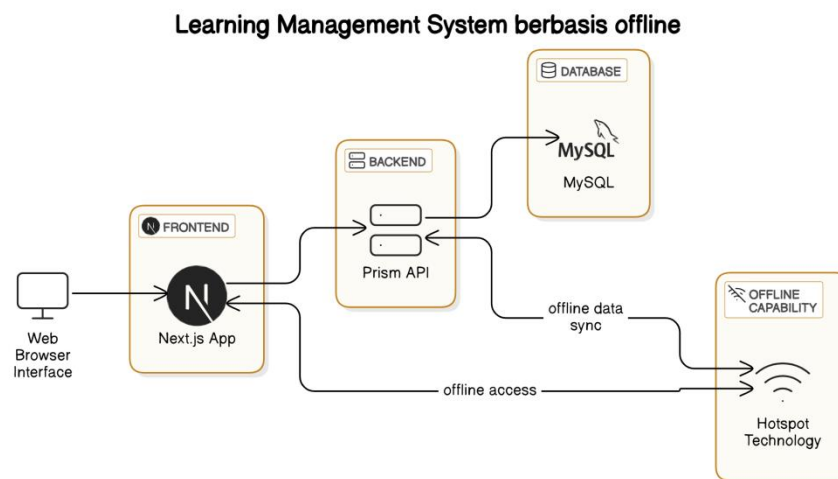 Learning Management System berbasis offline
DATABASE
MySQL
MySQL
BACKEND
Prism API
FRONTEND
N
Next.js App
Web
Browser
Interface
offline data
sync
offline access
OFFLINE
CAPABILITY
Hotspot
Technology